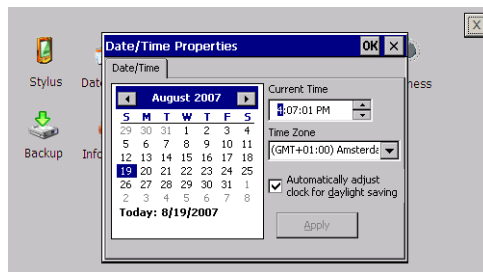 Date/Time Properties OK ×
Date/Time
August 2007
S M T W T F S
29 30 31 1 2 3 4
5 6 7 8 9 10 11
12 13 14 15 16 17 18
19 20 21 22 23 24 25
26 27 28 29 30 31 1
2 3 4 5 6 7 8
Today: 8/19/2007
Current Time
4:07:01 PM
Time Zone
(GMT+01:00) Amsterda
Automatically adjust
clock for daylight saving
Apply
Stylus
Dat
ness
Backup
Info
X